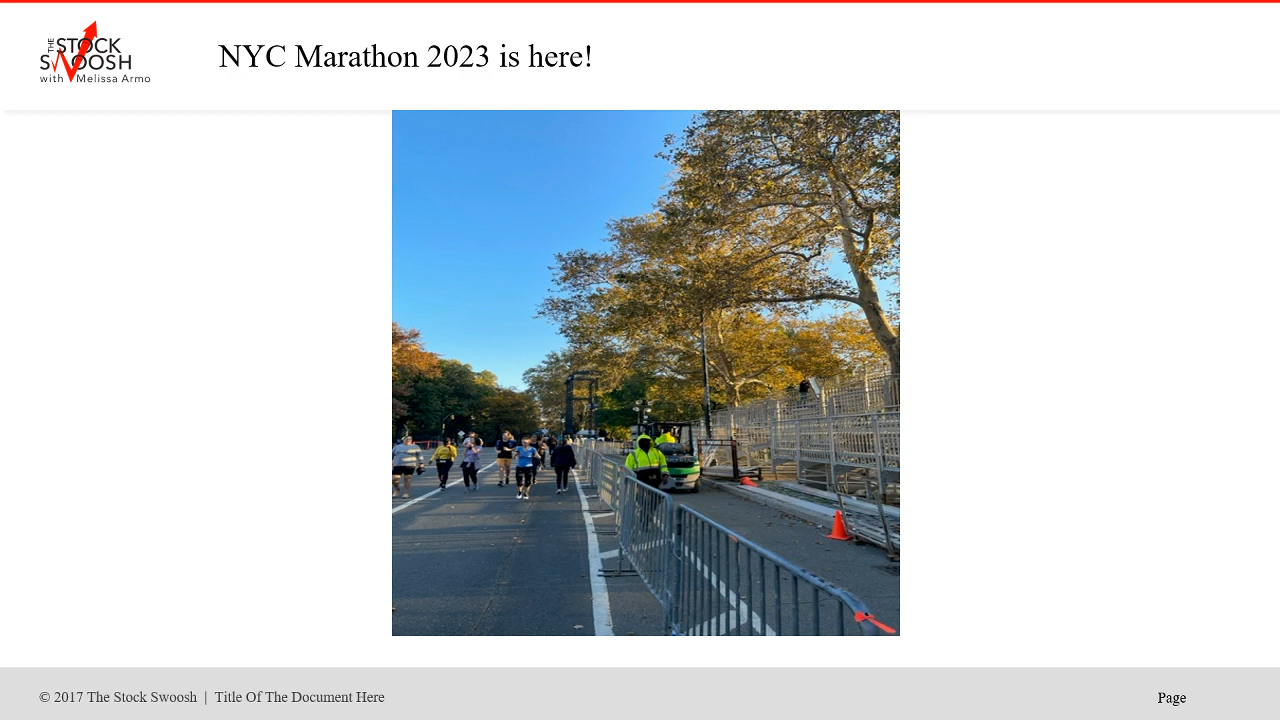 THE STOCK
SWOOSH
with Melissa Armo
NYC Marathon 2023 is here!
© 2017 The Stock Swoosh | Title Of The Document Here
Page